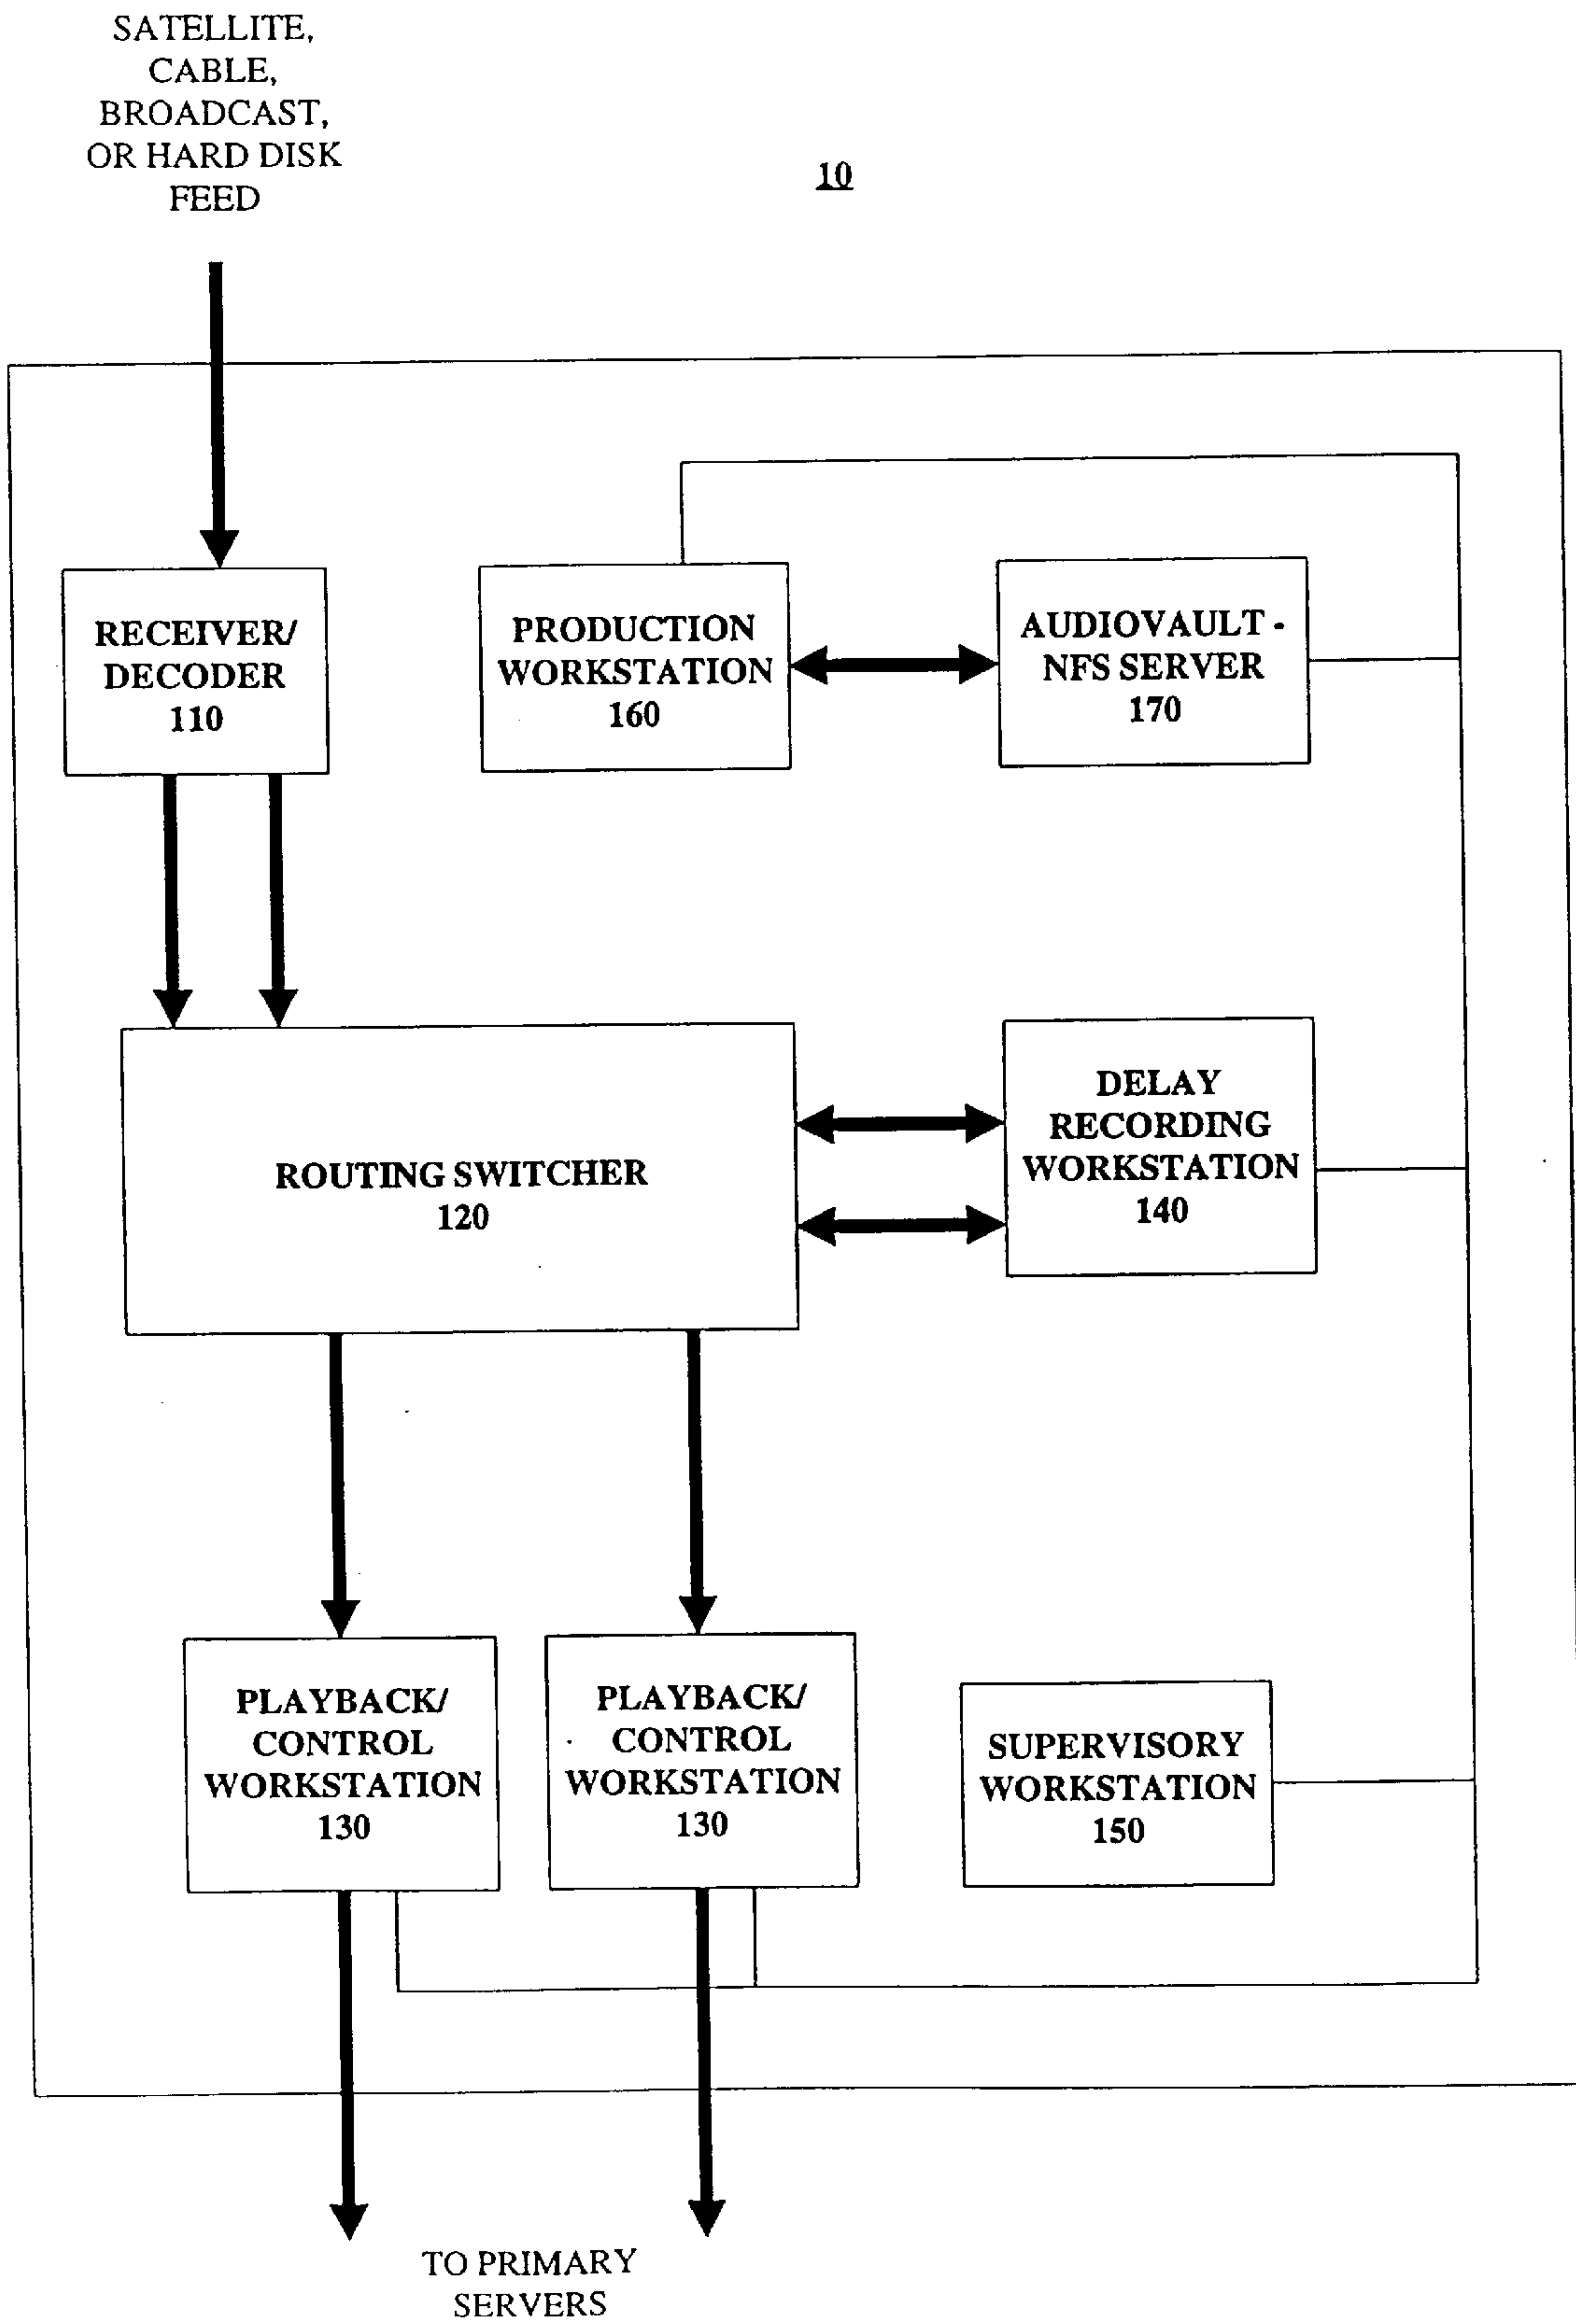 SATELLITE,
CABLE,
BROADCAST,
OR HARD DISK
FEED
10
RECEIVER/
DECODER
110
PRODUCTION
WORKSTATION
160
AUDIOVAULT -
NFS SERVER
170
ROUTING SWITCHER
120
DELAY
RECORDING
WORKSTATION
140
PLAYBACK/
CONTROL
WORKSTATION
130
PLAYBACK/
CONTROL
WORKSTATION
130
SUPERVISORY
WORKSTATION
150
TO PRIMARY
SERVERS